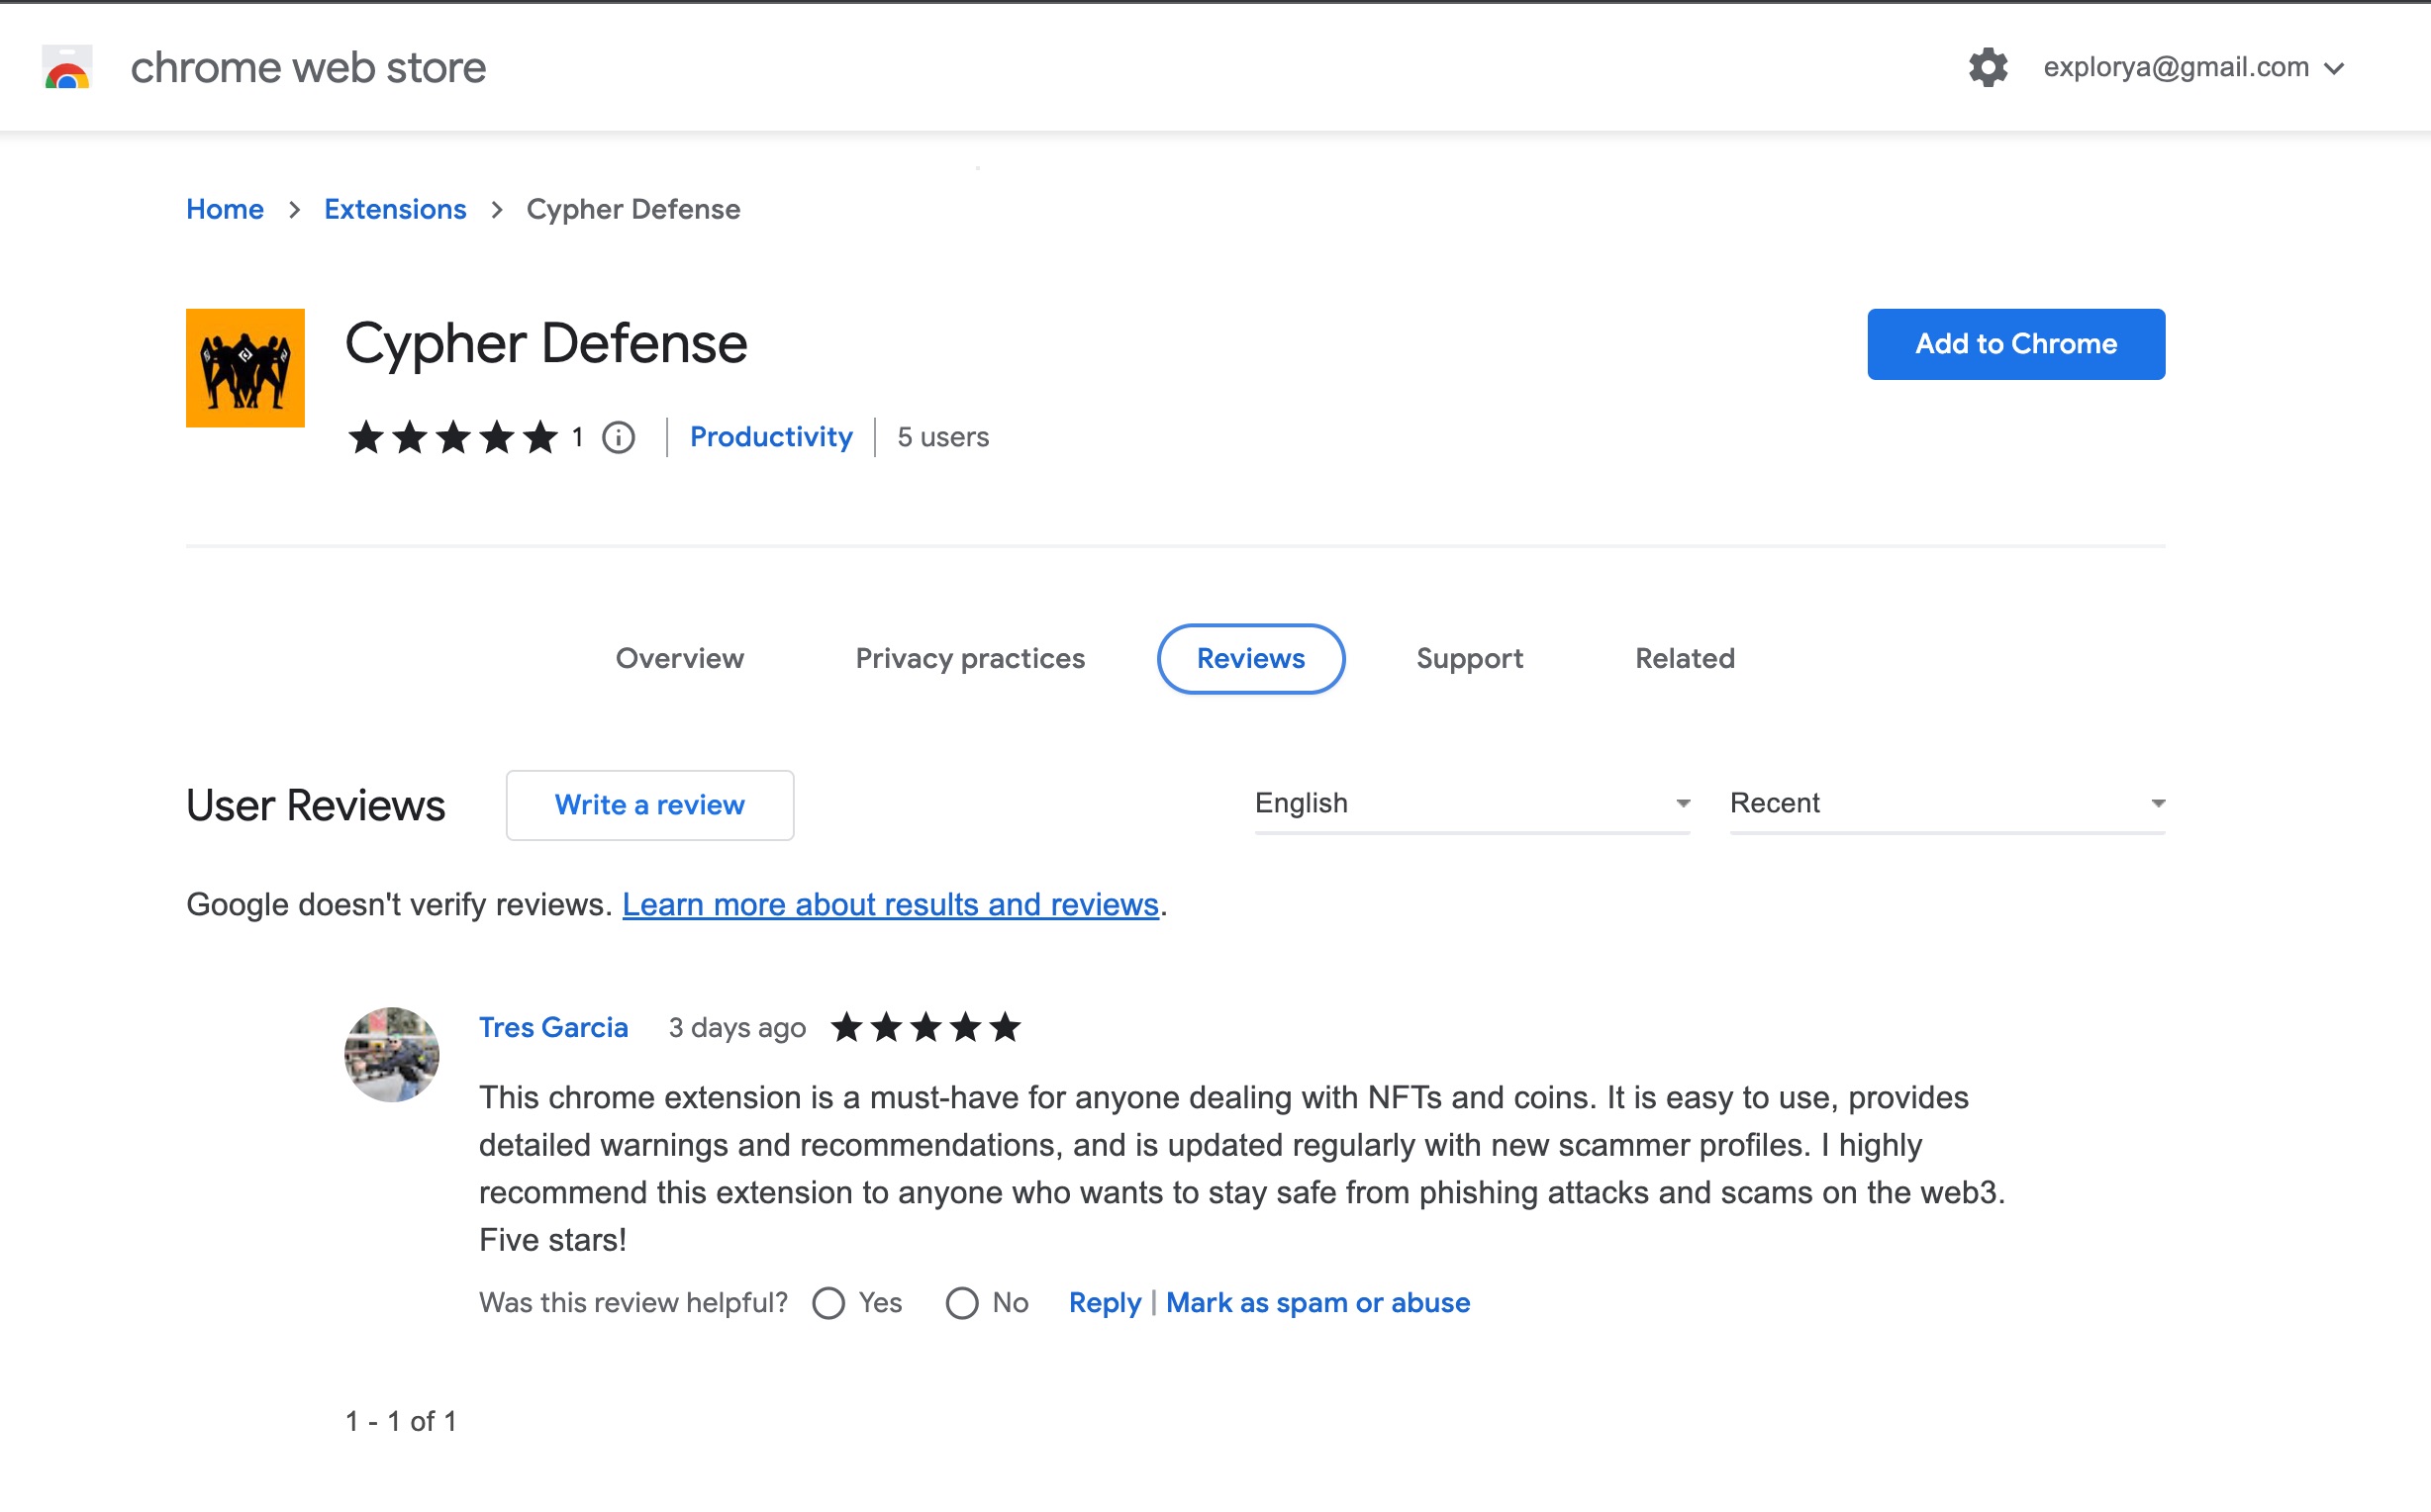 chrome web store
explorya@gmail.com
Home > Extensions > Cypher Defense
Cypher Defense
Add to Chrome
1 | Productivity | 5 users
Overview Privacy practices Reviews Support Related
User Reviews Write a review English Recent
Google doesn't verify reviews. Learn more about results and reviews.
Tres Garcia 3 days ago
This chrome extension is a must-have for anyone dealing with NFTs and coins. It is easy to use, provides
detailed warnings and recommendations, and is updated regularly with new scammer profiles. I highly
recommend this extension to anyone who wants to stay safe from phishing attacks and scams on the web3.
Five stars!
Was this review helpful? Yes No Reply | Mark as spam or abuse
1 - 1 of 1